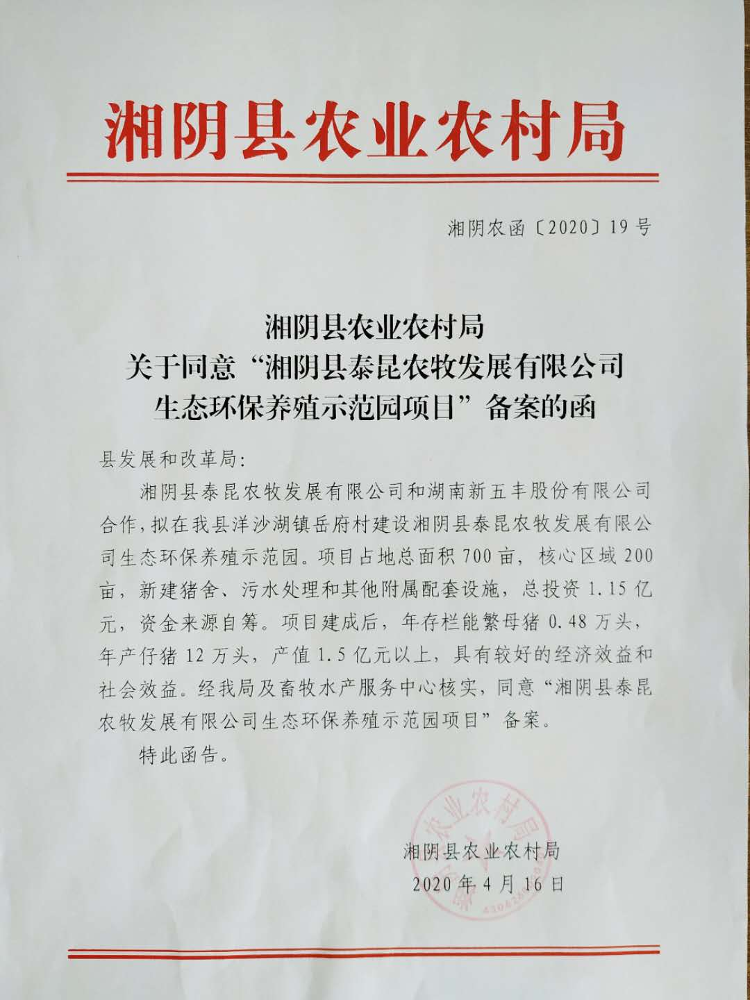 湘阴县农业农村局
湘阴农函〔2020〕19号
湘阴县农业农村局
关于同意“湘阴县泰昆农牧发展有限公司
生态环保养殖示范园项目”备案的函
县发展和改革局：
湘阴县泰昆农牧发展有限公司和湖南新五丰股份有限公司
合作，拟在我县洋沙湖镇岳府村建设湘阴县泰昆农牧发展有限公
司生态环保养殖示范园。项目占地总面积700亩，核心区域200
亩，新建猪舍、污水处理和其他附属配套设施，总投资1.15亿
元，资金来源自筹。项目建成后，年存栏能繁母猪0.48万头，
年产仔猪12万头，产值1.5亿元以上，具有较好的经济效益和
社会效益。经我局及畜牧水产服务中心核实，同意“湘阴县泰昆
农牧发展有限公司生态环保养殖示范园项目”备案。
特此函告。
湘阴县农业农村局
湘阴县农业农村局
2020年4月16日